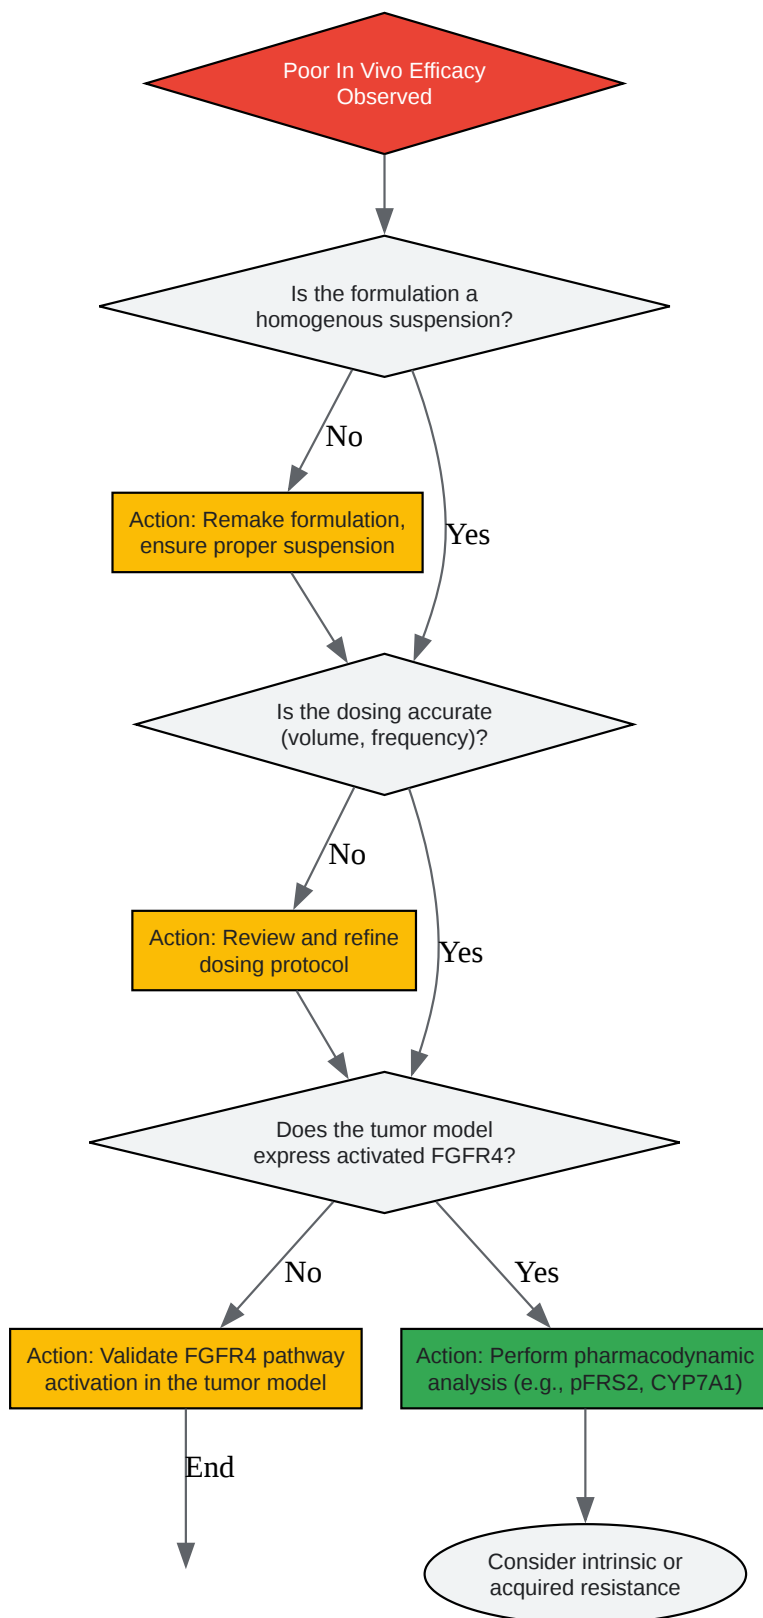 Poor In Vivo Efficacy
Observed
Is the formulation a
homogenous suspension?
No
Action: Remake formulation,
ensure proper suspension
Yes
Is the dosing accurate
(volume, frequency)?
No
Action: Review and refine
dosing protocol
Yes
Does the tumor model
express activated FGFR4?
No
Yes
Action: Validate FGFR4 pathway
activation in the tumor model
Action: Perform pharmacodynamic
analysis (e.g., pFRS2, CYP7A1)
End
Consider intrinsic or
acquired resistance